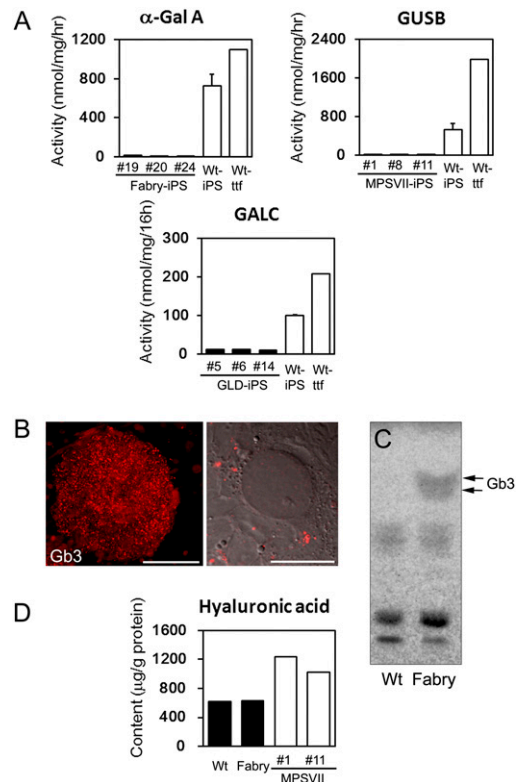 A
α-Gal A
Activity (nmol/mg/hr)
1200
800
400
0
#19 #20 #24 Wt- Wt-
Fabry-iPS iPS ttf
GUSB
Activity (nmol/mg/hr)
2400
1600
800
0
#1 #8 #11 Wt- Wt-
MPSVII-iPS iPS ttf
GALC
Activity (nmol/mg/16h)
300
200
100
0
#5 #6 #14 Wt- Wt-
GLD-iPS iPS ttf
B
Gb3
C
Gb3
Wt Fabry
D
Hyaluronic acid
Content (µg/g protein)
1600
1200
800
400
0
Wt Fabry #1 #11
MPSVII